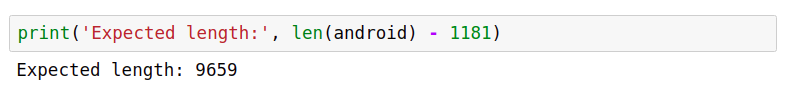 print('Expected length:', len(android) - 1181)
Expected length: 9659